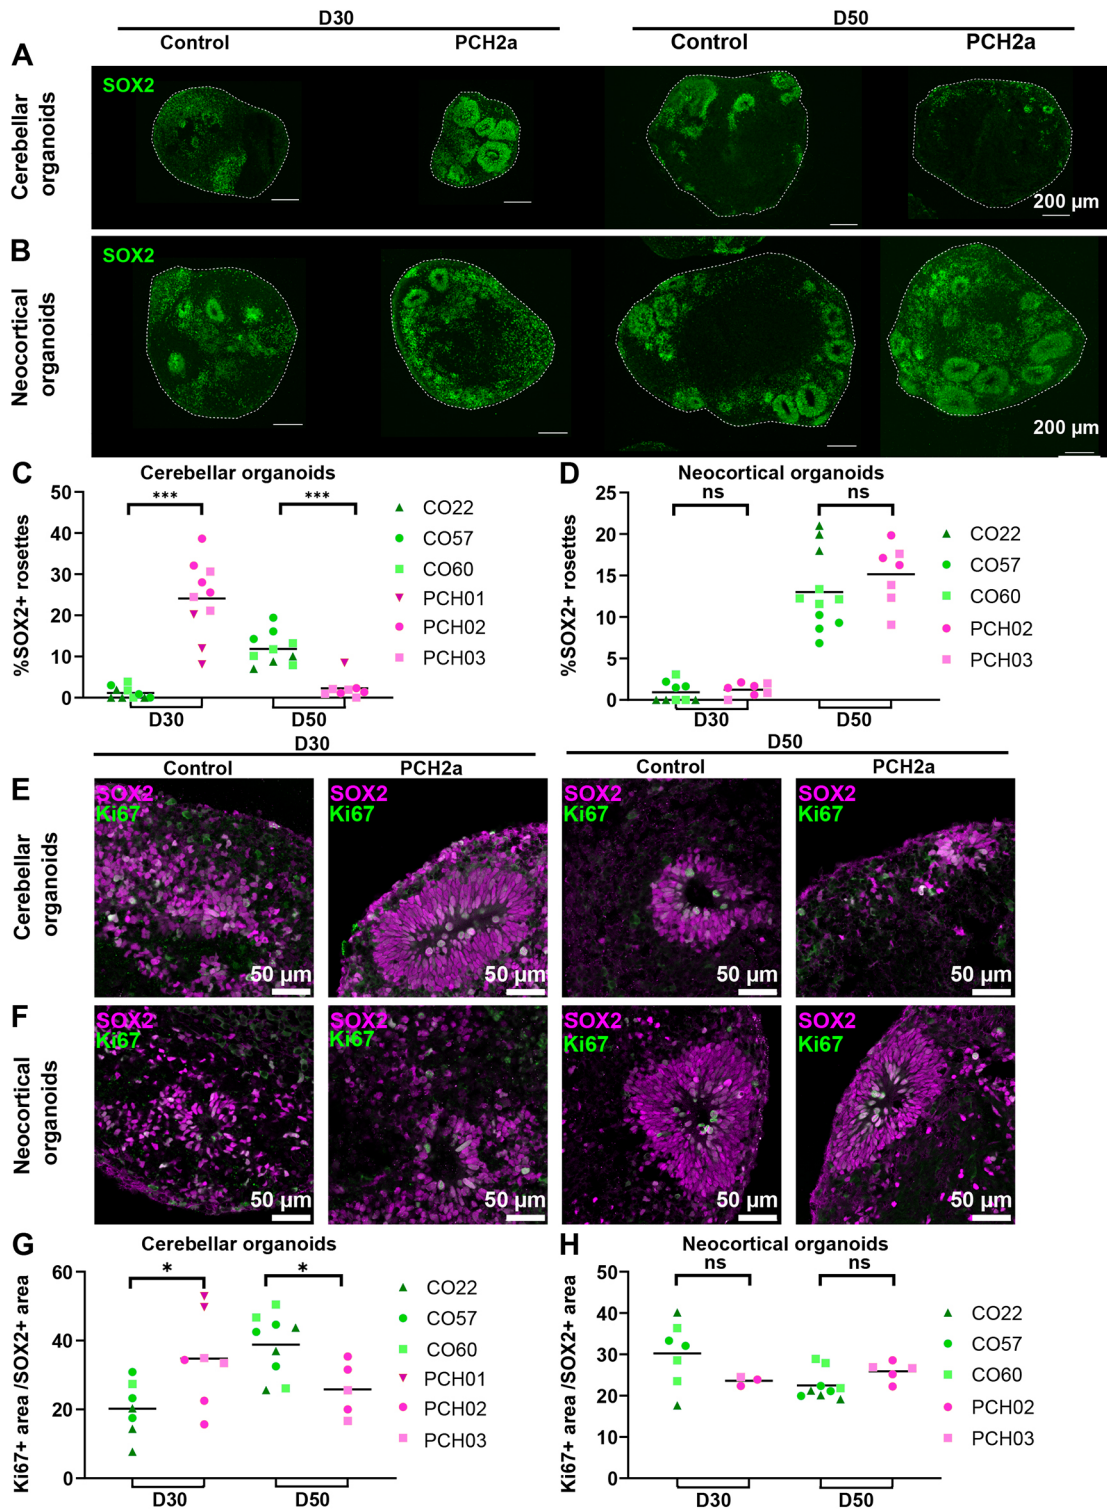 D30 D50
Control PCH2a Control PCH2a
A
SOX2
Cerebellar
organoids
200 µm
B
SOX2
Neocortical
organoids
200 µm
C Cerebellar organoids
*** ***
%SOX2+ rosettes
50
40
30
20
10
0
D30 D50
CO22
CO57
CO60
PCH01
PCH02
PCH03
D Neocortical organoids
ns ns
%SOX2+ rosettes
25
20
15
10
5
0
D30 D50
CO22
CO57
CO60
PCH02
PCH03
D30 D50
Control PCH2a Control PCH2a
E
Cerebellar
organoids
SOX2 SOX2 SOX2 SOX2
Ki67 Ki67 Ki67 Ki67
50 µm 50 µm 50 µm 50 µm
F
Neocortical
organoids
SOX2 SOX2 SOX2 SOX2
Ki67 Ki67 Ki67 Ki67
50 µm 50 µm 50 µm 50 µm
G Cerebellar organoids
* *
Ki67+ area /SOX2+ area
60
40
20
0
D30 D50
CO22
CO57
CO60
PCH01
PCH02
PCH03
H Neocortical organoids
ns ns
Ki67+ area /SOX2+ area
50
40
30
20
10
0
D30 D50
CO22
CO57
CO60
PCH02
PCH03